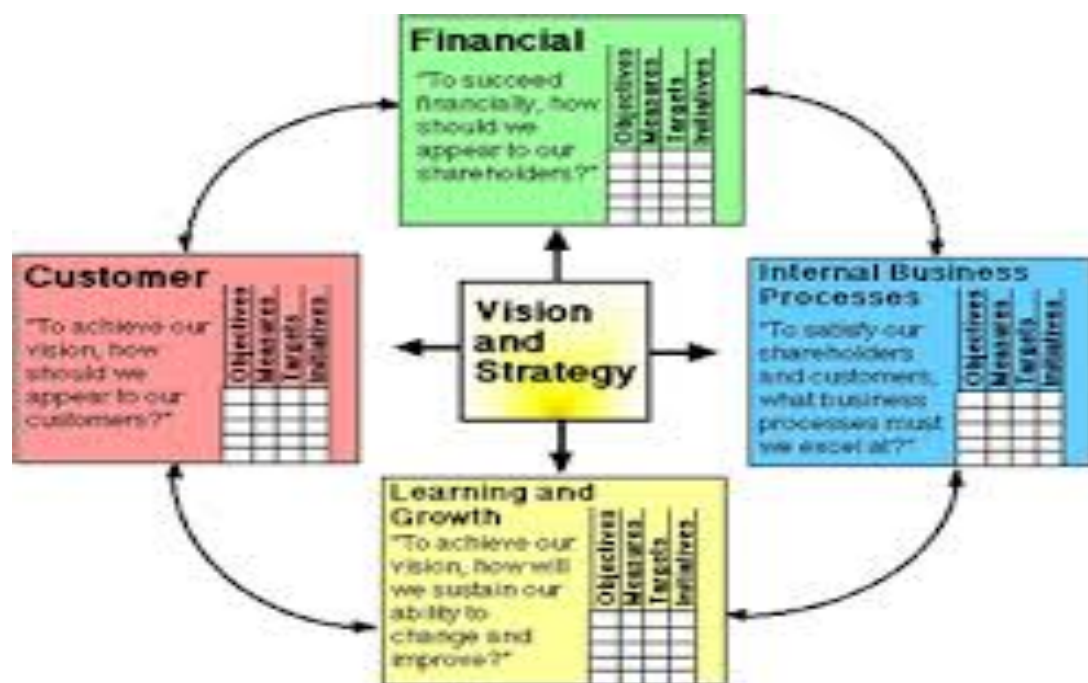 Financial
"To succeed
financially, how
should we
appear to our
shareholders?"
Objectives
Measures
Targets
Initiatives
Customer
"To achieve our
vision, how
should we
appear to our
customers?"
Objectives
Measures
Targets
Initiatives
Vision
and
Strategy
Internal Business
Processes
"To satisfy our
shareholders
and customers,
what business
processes must
we excel at?"
Objectives
Measures
Targets
Initiatives
Learning and
Growth
"To achieve our
vision, how will
we sustain our
ability to
change and
improve?"
Objectives
Measures
Targets
Initiatives